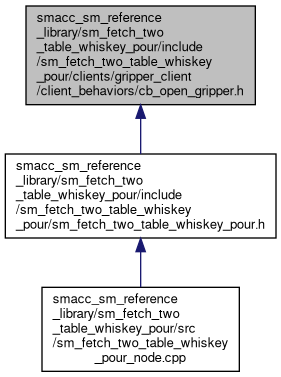 smacc_sm_reference
_library/sm_fetch_two
_table_whiskey_pour/include
/sm_fetch_two_table_whiskey
_pour/clients/gripper_client
/client_behaviors/cb_open_gripper.h
smacc_sm_reference
_library/sm_fetch_two
_table_whiskey_pour/include
/sm_fetch_two_table_whiskey
_pour/sm_fetch_two_table_whiskey_pour.h
smacc_sm_reference
_library/sm_fetch_two
_table_whiskey_pour/src
/sm_fetch_two_table_whiskey
_pour_node.cpp